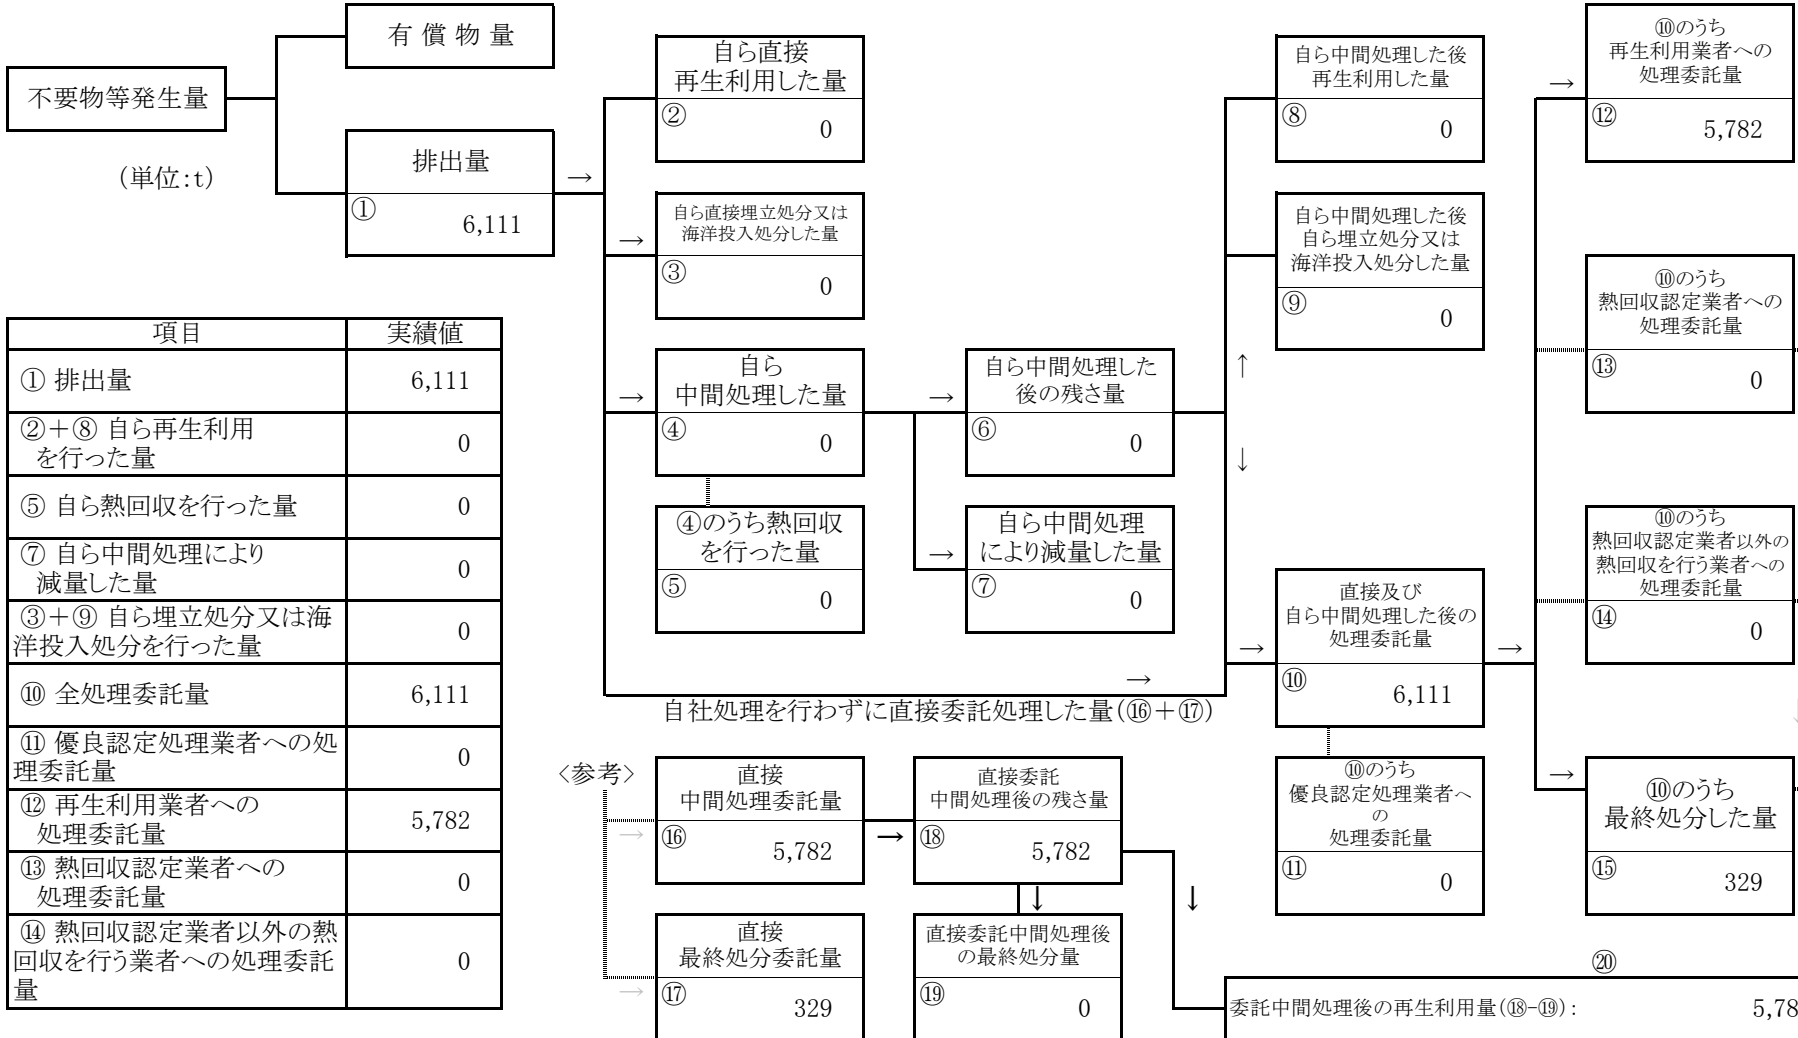 不要物等発生量
(単位:t)
有 償 物 量
排出量
①
6,111
→
自ら直接
再生利用した量
②
0
→
自ら直接埋立処分又は
海洋投入処分した量
③
0
→
自ら
中間処理した量
④
0
④のうち熱回収
を行った量
⑤
0
→
自ら中間処理した
後の残さ量
⑥
0
→
自ら中間処理
により減量した量
⑦
0
自ら中間処理した後
再生利用した量
⑧
0
自ら中間処理した後
自ら埋立処分又は
海洋投入処分した量
⑨
0
↑
↓
→
自社処理を行わずに直接委託処理した量(⑯+⑰)
→
直接及び
自ら中間処理した後の
処理委託量
⑩
6,111
⑩のうち
優良認定処理業者へ
の
処理委託量
⑪
0
→
→
⑩のうち
再生利用業者への
処理委託量
⑫
5,782
⑩のうち
熱回収認定業者への
処理委託量
⑬
0
⑩のうち
熱回収認定業者以外の
熱回収を行う業者への
処理委託量
⑭
0
→
⑩のうち
最終処分した量
⑮
329
項目 実績値
① 排出量 6,111
②+⑧ 自ら再生利用
を行った量
0
⑤ 自ら熱回収を行った量 0
⑦ 自ら中間処理により
減量した量
0
③+⑨ 自ら埋立処分又は海
洋投入処分を行った量
0
⑩ 全処理委託量 6,111
⑪ 優良認定処理業者への処
理委託量
0
⑫ 再生利用業者への
処理委託量
5,782
⑬ 熱回収認定業者への
処理委託量
0
⑭ 熱回収認定業者以外の熱
回収を行う業者への処理委託
量
0
<参考>
→
直接
中間処理委託量
⑯
5,782
→
直接委託
中間処理後の残さ量
⑱
5,782
↓
↓
→
直接
最終処分委託量
⑰
329
直接委託中間処理後
の最終処分量
⑲
0
⑳
委託中間処理後の再生利用量(⑱-⑲):
5,78